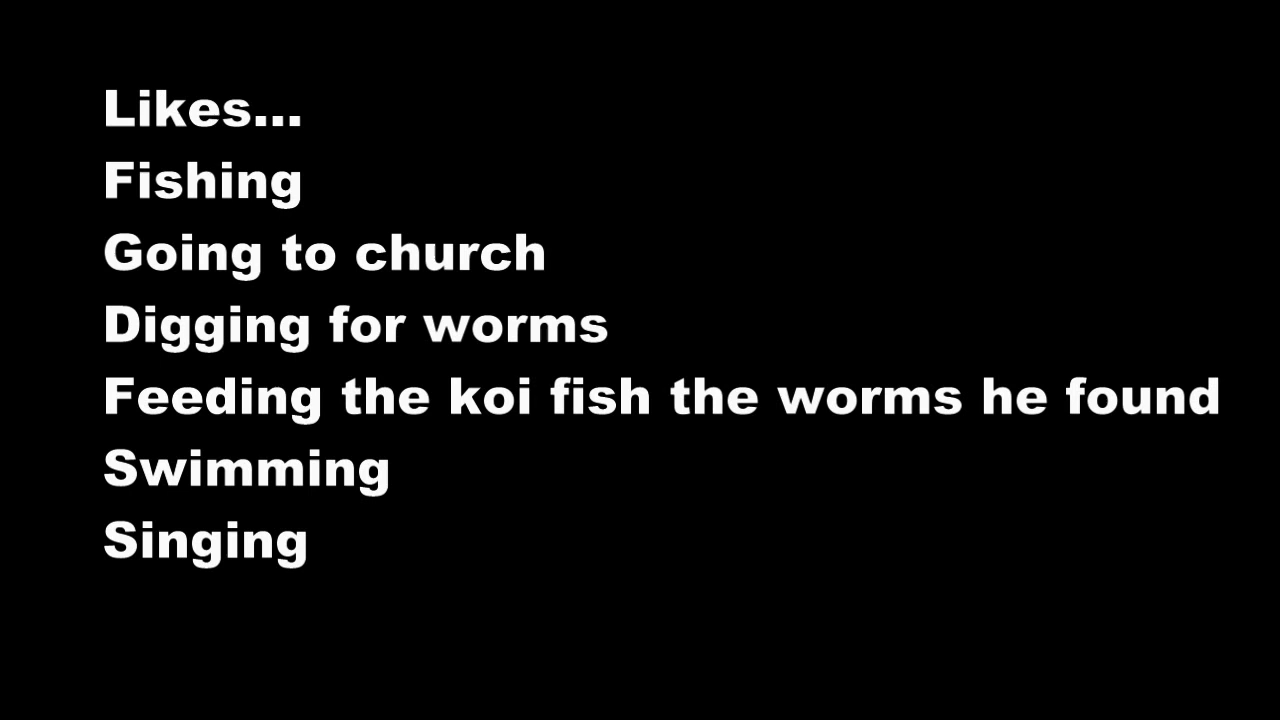 Likes...
Fishing
Going to church
Digging for worms
Feeding the koi fish the worms he found
Swimming
Singing